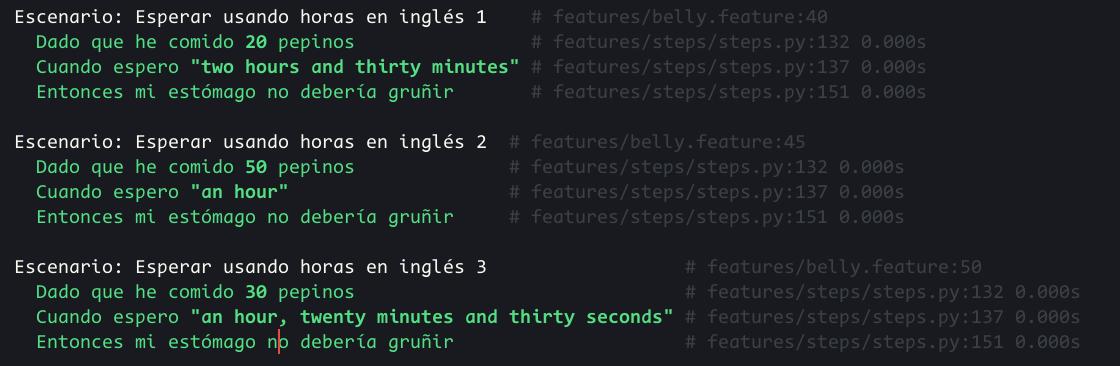 Escenario: Esperar usando horas en inglés 1 # features/belly.feature:40
Dado que he comido 20 pepinos # features/steps/steps.py:132 0.000s
Cuando espero "two hours and thirty minutes" # features/steps/steps.py:137 0.000s
Entonces mi estómago no debería gruñir # features/steps/steps.py:151 0.000s
Escenario: Esperar usando horas en inglés 2 # features/belly.feature:45
Dado que he comido 50 pepinos # features/steps/steps.py:132 0.000s
Cuando espero "an hour" # features/steps/steps.py:137 0.000s
Entonces mi estómago no debería gruñir # features/steps/steps.py:151 0.000s
Escenario: Esperar usando horas en inglés 3 # features/belly.feature:50
Dado que he comido 30 pepinos # features/steps/steps.py:132 0.000s
Cuando espero "an hour, twenty minutes and thirty seconds" # features/steps/steps.py:137 0.000s
Entonces mi estómago no debería gruñir # features/steps/steps.py:151 0.000s